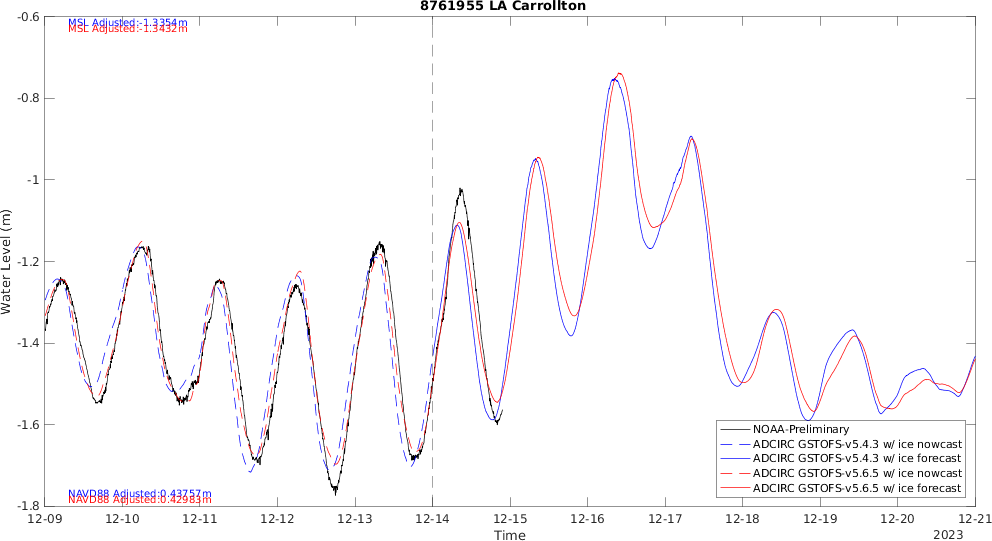 8761955 LA Carrollton
MSL Adjusted:-1.3354m
MSL Adjusted:-1.3432m
-0.6
-0.8
-1
-1.2
-1.4
-1.6
-1.8
Water Level (m)
NOAA-Preliminary
ADCIRC GSTOFS-v5.4.3 w/ ice nowcast
ADCIRC GSTOFS-v5.4.3 w/ ice forecast
ADCIRC GSTOFS-v5.6.5 w/ ice nowcast
ADCIRC GSTOFS-v5.6.5 w/ ice forecast
NAVD88 Adjusted:0.43757m
NAVD88 Adjusted:0.42983m
12-09 12-10 12-11 12-12 12-13 12-14 12-15 12-16 12-17 12-18 12-19 12-20 12-21
Time
2023